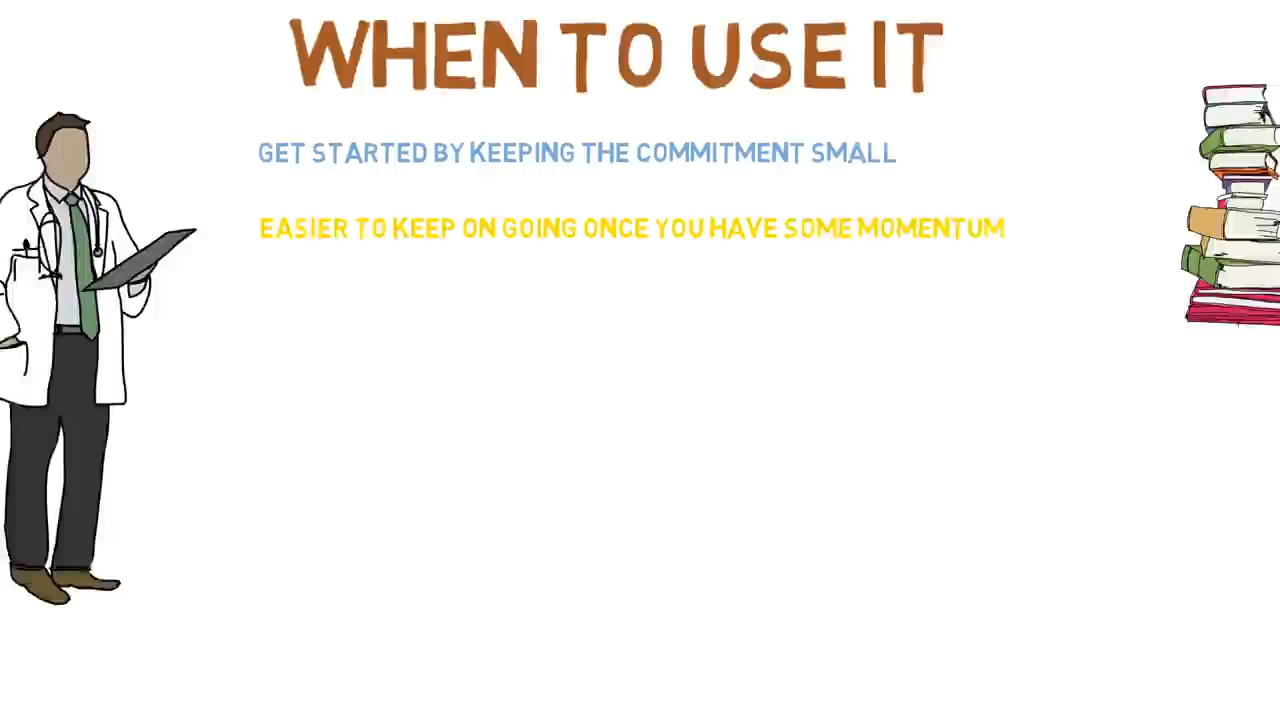 WHEN TO USE IT
GET STARTED BY KEEPING THE COMMITMENT SMALL
EASIER TO KEEP ON GOING ONCE YOU HAVE SOME MOMENTUM